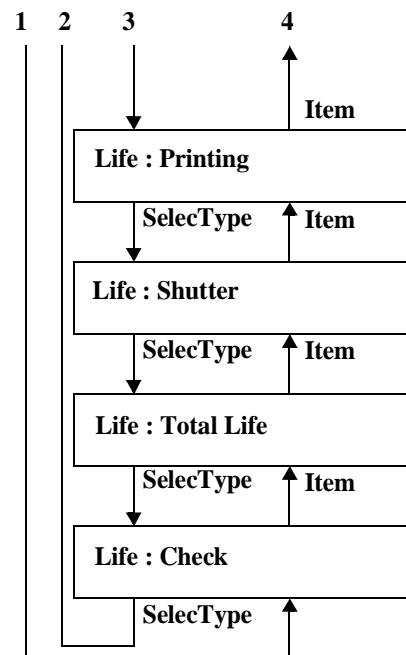 1 2 3 4
Item
Life : Printing
SelecType Item
Life : Shutter
SelecType Item
Life : Total Life
SelecType Item
Life : Check
SelecType